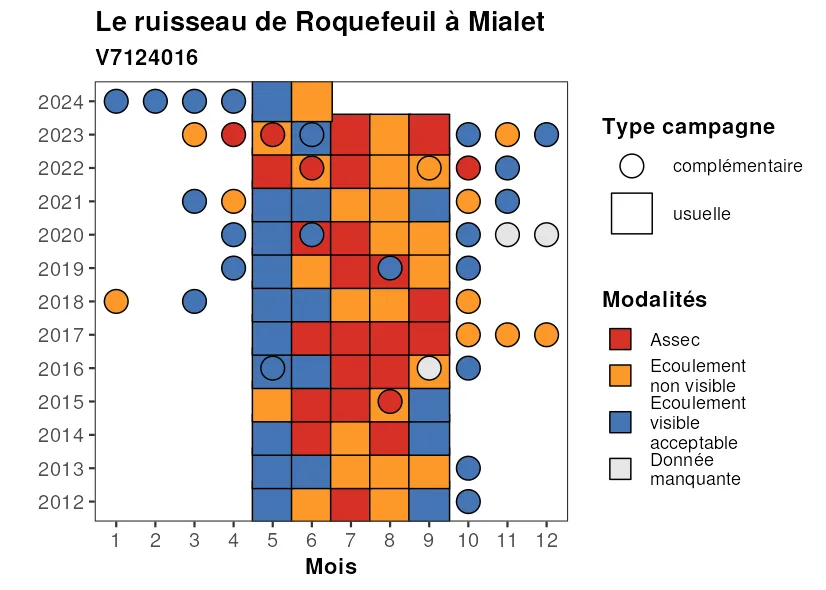 Le ruisseau de Roquefeuil à Mialet
V7124016
2024
2023
2022
2021
2020
2019
2018
2017
2016
2015
2014
2013
2012
1 2 3 4 5 6 7 8 9 10 11 12
Mois
Type campagne
complémentaire
usuelle
Modalités
Assec
Ecoulement
non visible
Ecoulement
visible
acceptable
Donnée
manquante